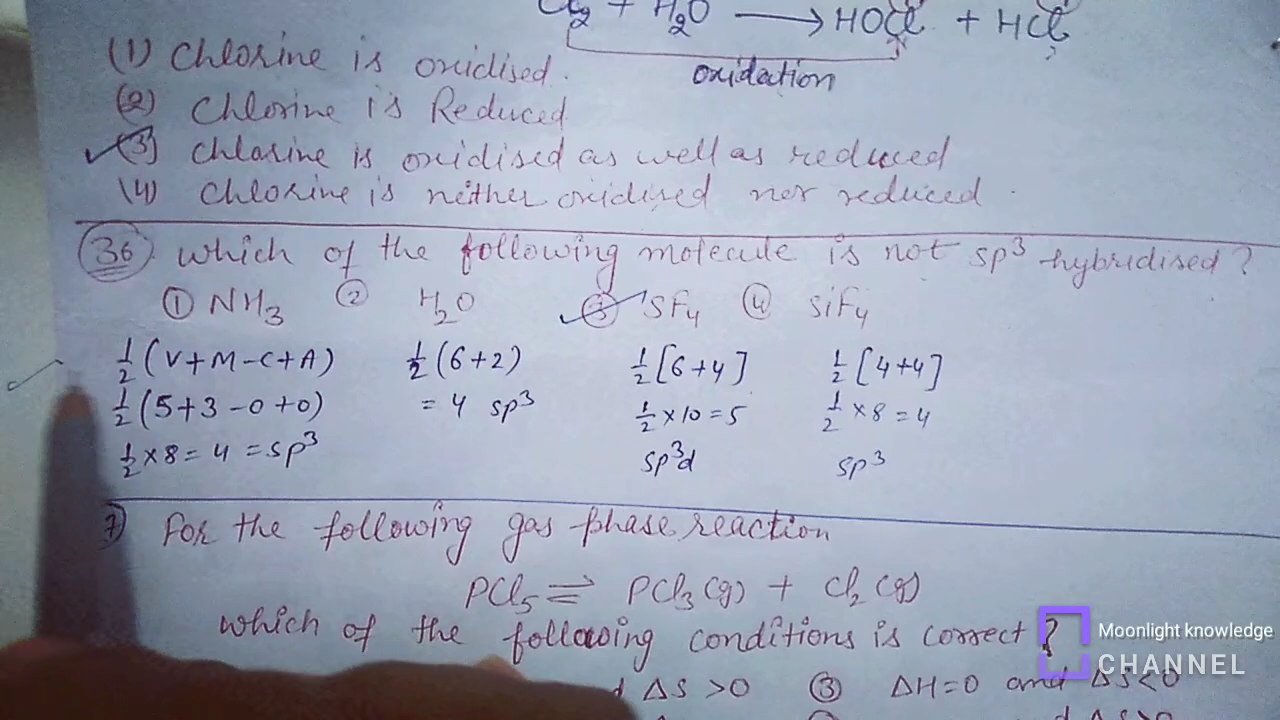 Cl₂ + H₂O ⟶ HOCl + HCl
oxidation
(1) Chlorine is oxidised.
(2) Chlorine is Reduced
(3) Chlorine is oxidised as well as reduced
(4) Chlorine is neither oxidised nor reduced.
36) Which of the following molecule is not sp³ hybridised?
① NH₃ ② H₂O ③ SF₄ ④ SiF₄
½(V+M-C+A) ½(6+2) ½[6+4] ½[4+4]
½(5+3-0+0) = 4 sp³ ½×10=5 ½×8=4
½×8=4=sp³ sp³d sp³
7) For the following gas phase reaction
PCl₅ ⇌ PCl₃(g) + Cl₂(g)
which of the following conditions is correct?
ΔS>0 ③ ΔH=0 and ΔS<0
ΔS>0
Moonlight knowledge
CHANNEL